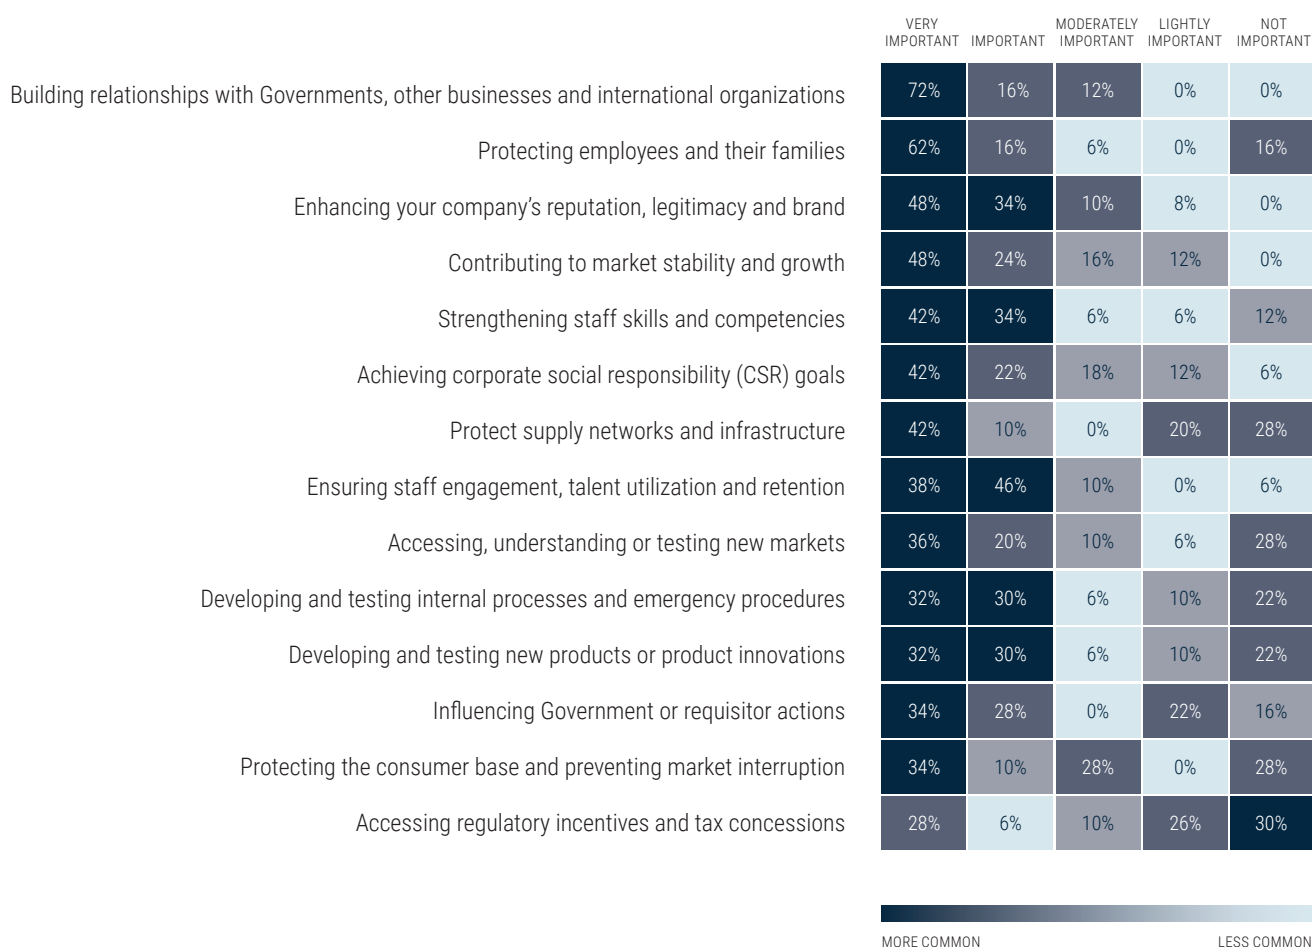 VERY IMPORTANT IMPORTANT MODERATELY IMPORTANT LIGHTLY IMPORTANT NOT IMPORTANT
Building relationships with Governments, other businesses and international organizations 72% 16% 12% 0% 0%
Protecting employees and their families 62% 16% 6% 0% 16%
Enhancing your company’s reputation, legitimacy and brand 48% 34% 10% 8% 0%
Contributing to market stability and growth 48% 24% 16% 12% 0%
Strengthening staff skills and competencies 42% 34% 6% 6% 12%
Achieving corporate social responsibility (CSR) goals 42% 22% 18% 12% 6%
Protect supply networks and infrastructure 42% 10% 0% 20% 28%
Ensuring staff engagement, talent utilization and retention 38% 46% 10% 0% 6%
Accessing, understanding or testing new markets 36% 20% 10% 6% 28%
Developing and testing internal processes and emergency procedures 32% 30% 6% 10% 22%
Developing and testing new products or product innovations 32% 30% 6% 10% 22%
Influencing Government or requisitor actions 34% 28% 0% 22% 16%
Protecting the consumer base and preventing market interruption 34% 10% 28% 0% 28%
Accessing regulatory incentives and tax concessions 28% 6% 10% 26% 30%
MORE COMMON LESS COMMON